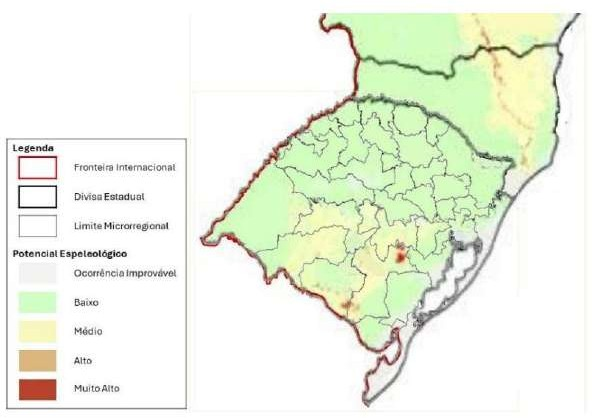 Legenda
Fronteira Internacional
Divisa Estadual
Limite Microrregional
Potencial Espeleológico
Ocorrência Improvável
Baixo
Médio
Alto
Muito Alto